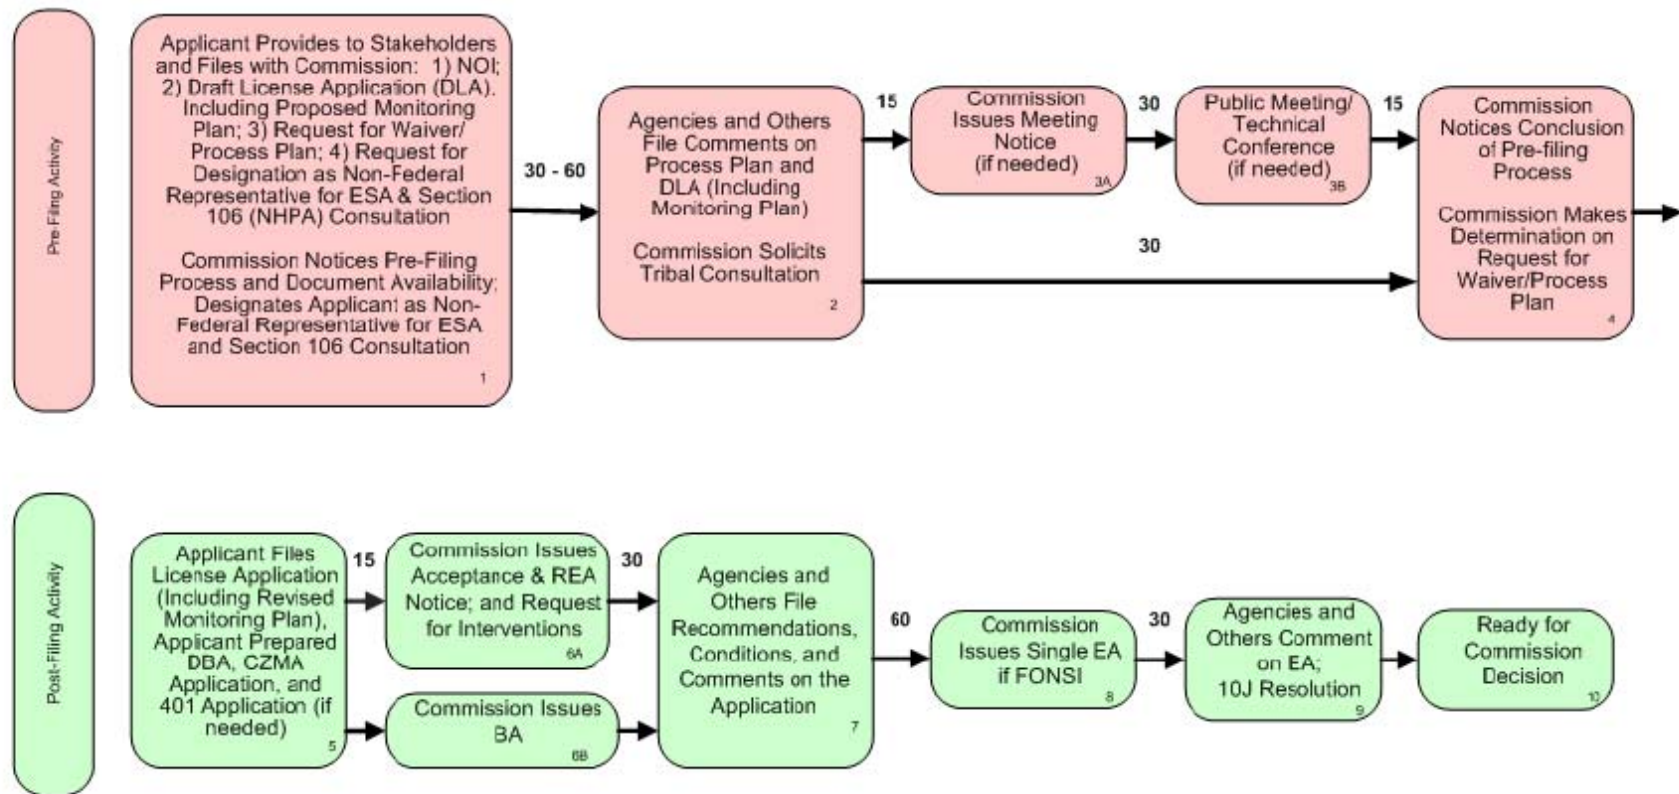 Pre-Filing Activity
Applicant Provides to Stakeholders
and Files with Commission: 1) NOI;
2) Draft License Application (DLA).
Including Proposed Monitoring
Plan; 3) Request for Waiver/
Process Plan; 4) Request for
Designation as Non-Federal
Representative for ESA & Section
106 (NHPA) Consultation
Commission Notices Pre-Filing
Process and Document Availability;
Designates Applicant as Non-
Federal Representative for ESA
and Section 106 Consultation
1
30 - 60
Agencies and Others
File Comments on
Process Plan and
DLA (Including
Monitoring Plan)
Commission Solicits
Tribal Consultation
2
15
Commission
Issues Meeting
Notice
(if needed)
3A
30
Public Meeting/
Technical
Conference
(if needed)
3B
15
30
Commission
Notices Conclusion
of Pre-filing
Process
Commission Makes
Determination on
Request for
Waiver/Process
Plan
4
Post-Filing Activity
Applicant Files
License Application
(Including Revised
Monitoring Plan),
Applicant Prepared
DBA, CZMA
Application, and
401 Application (if
needed)
5
15
Commission Issues
Acceptance & REA
Notice; and Request
for Interventions
6A
Commission Issues
BA
6B
30
Agencies and
Others File
Recommendations,
Conditions, and
Comments on the
Application
7
60
Commission
Issues Single EA
if FONSI
8
30
Agencies and
Others Comment
on EA;
10J Resolution
9
Ready for
Commission
Decision
10